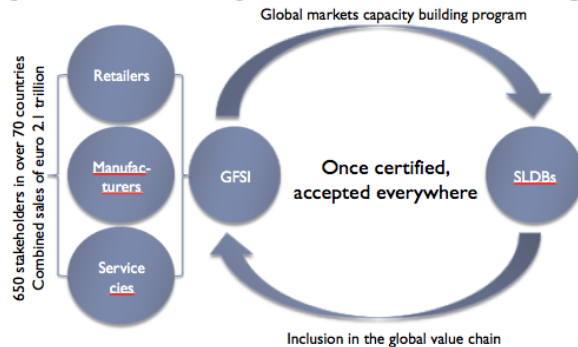 Global markets capacity building program
650 stakeholders in over 70 countries
Combined sales of euro 2.1 trillion
Retailers
Manufac-
turers
Service
cies
GFSI
Once certified,
accepted everywhere
SLDBs
Inclusion in the global value chain